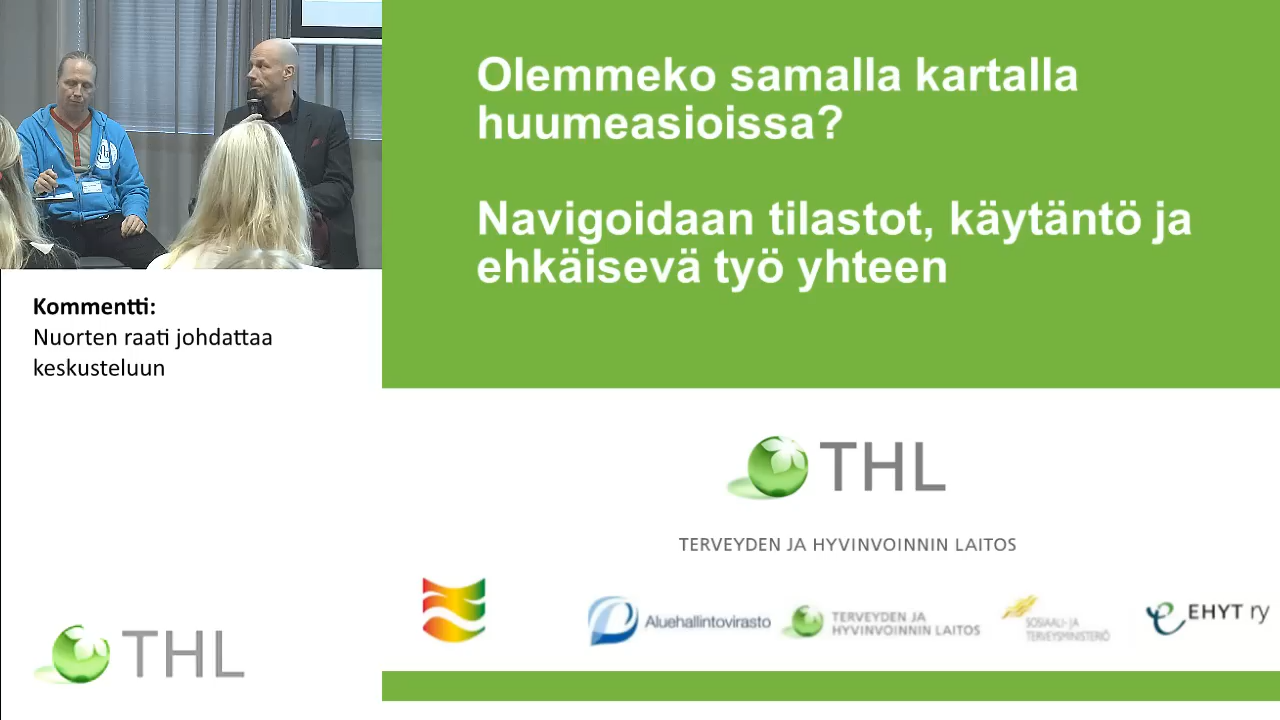 Kommentti:
Nuorten raati johdattaa
keskusteluun
THL
Olemmeko samalla kartalla
huumeasioissa?
Navigoidaan tilastot, käytäntö ja
ehkäisevä työ yhteen
THL
TERVEYDEN JA HYVINVOINNIN LAITOS
Aluehallintovirasto
TERVEYDEN JA
HYVINVOINNIN LAITOS
SOSIAALI- JA
TERVEYSMINISTERIÖ
EHYT ry